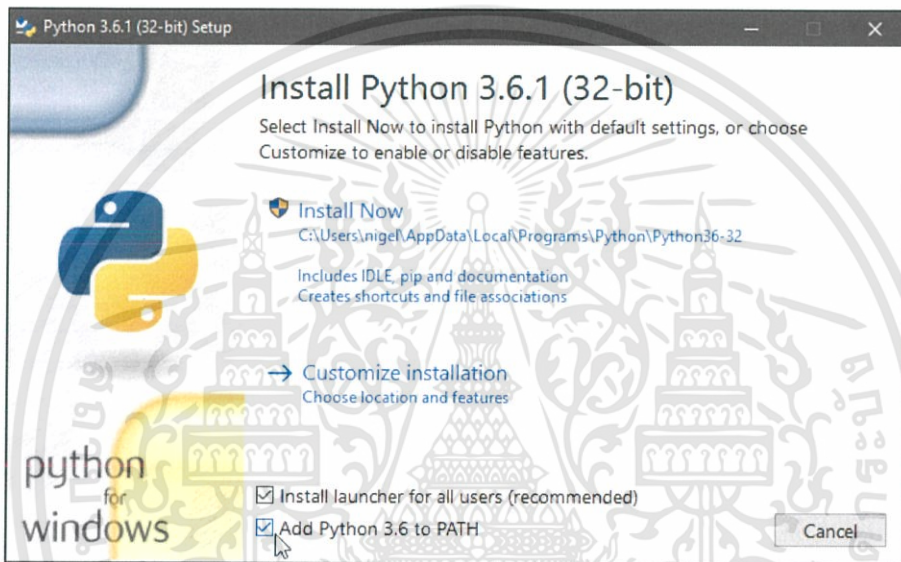 Python 3.6.1 (32-bit) Setup
Install Python 3.6.1 (32-bit)
Select Install Now to install Python with default settings, or choose
Customize to enable or disable features.
Install Now
C:\Users\nigel\AppData\Local\Programs\Python\Python36-32
Includes IDLE, pip and documentation
Creates shortcuts and file associations
→ Customize installation
Choose location and features
python
for
windows
Install launcher for all users (recommended)
Add Python 3.6 to PATH
Cancel